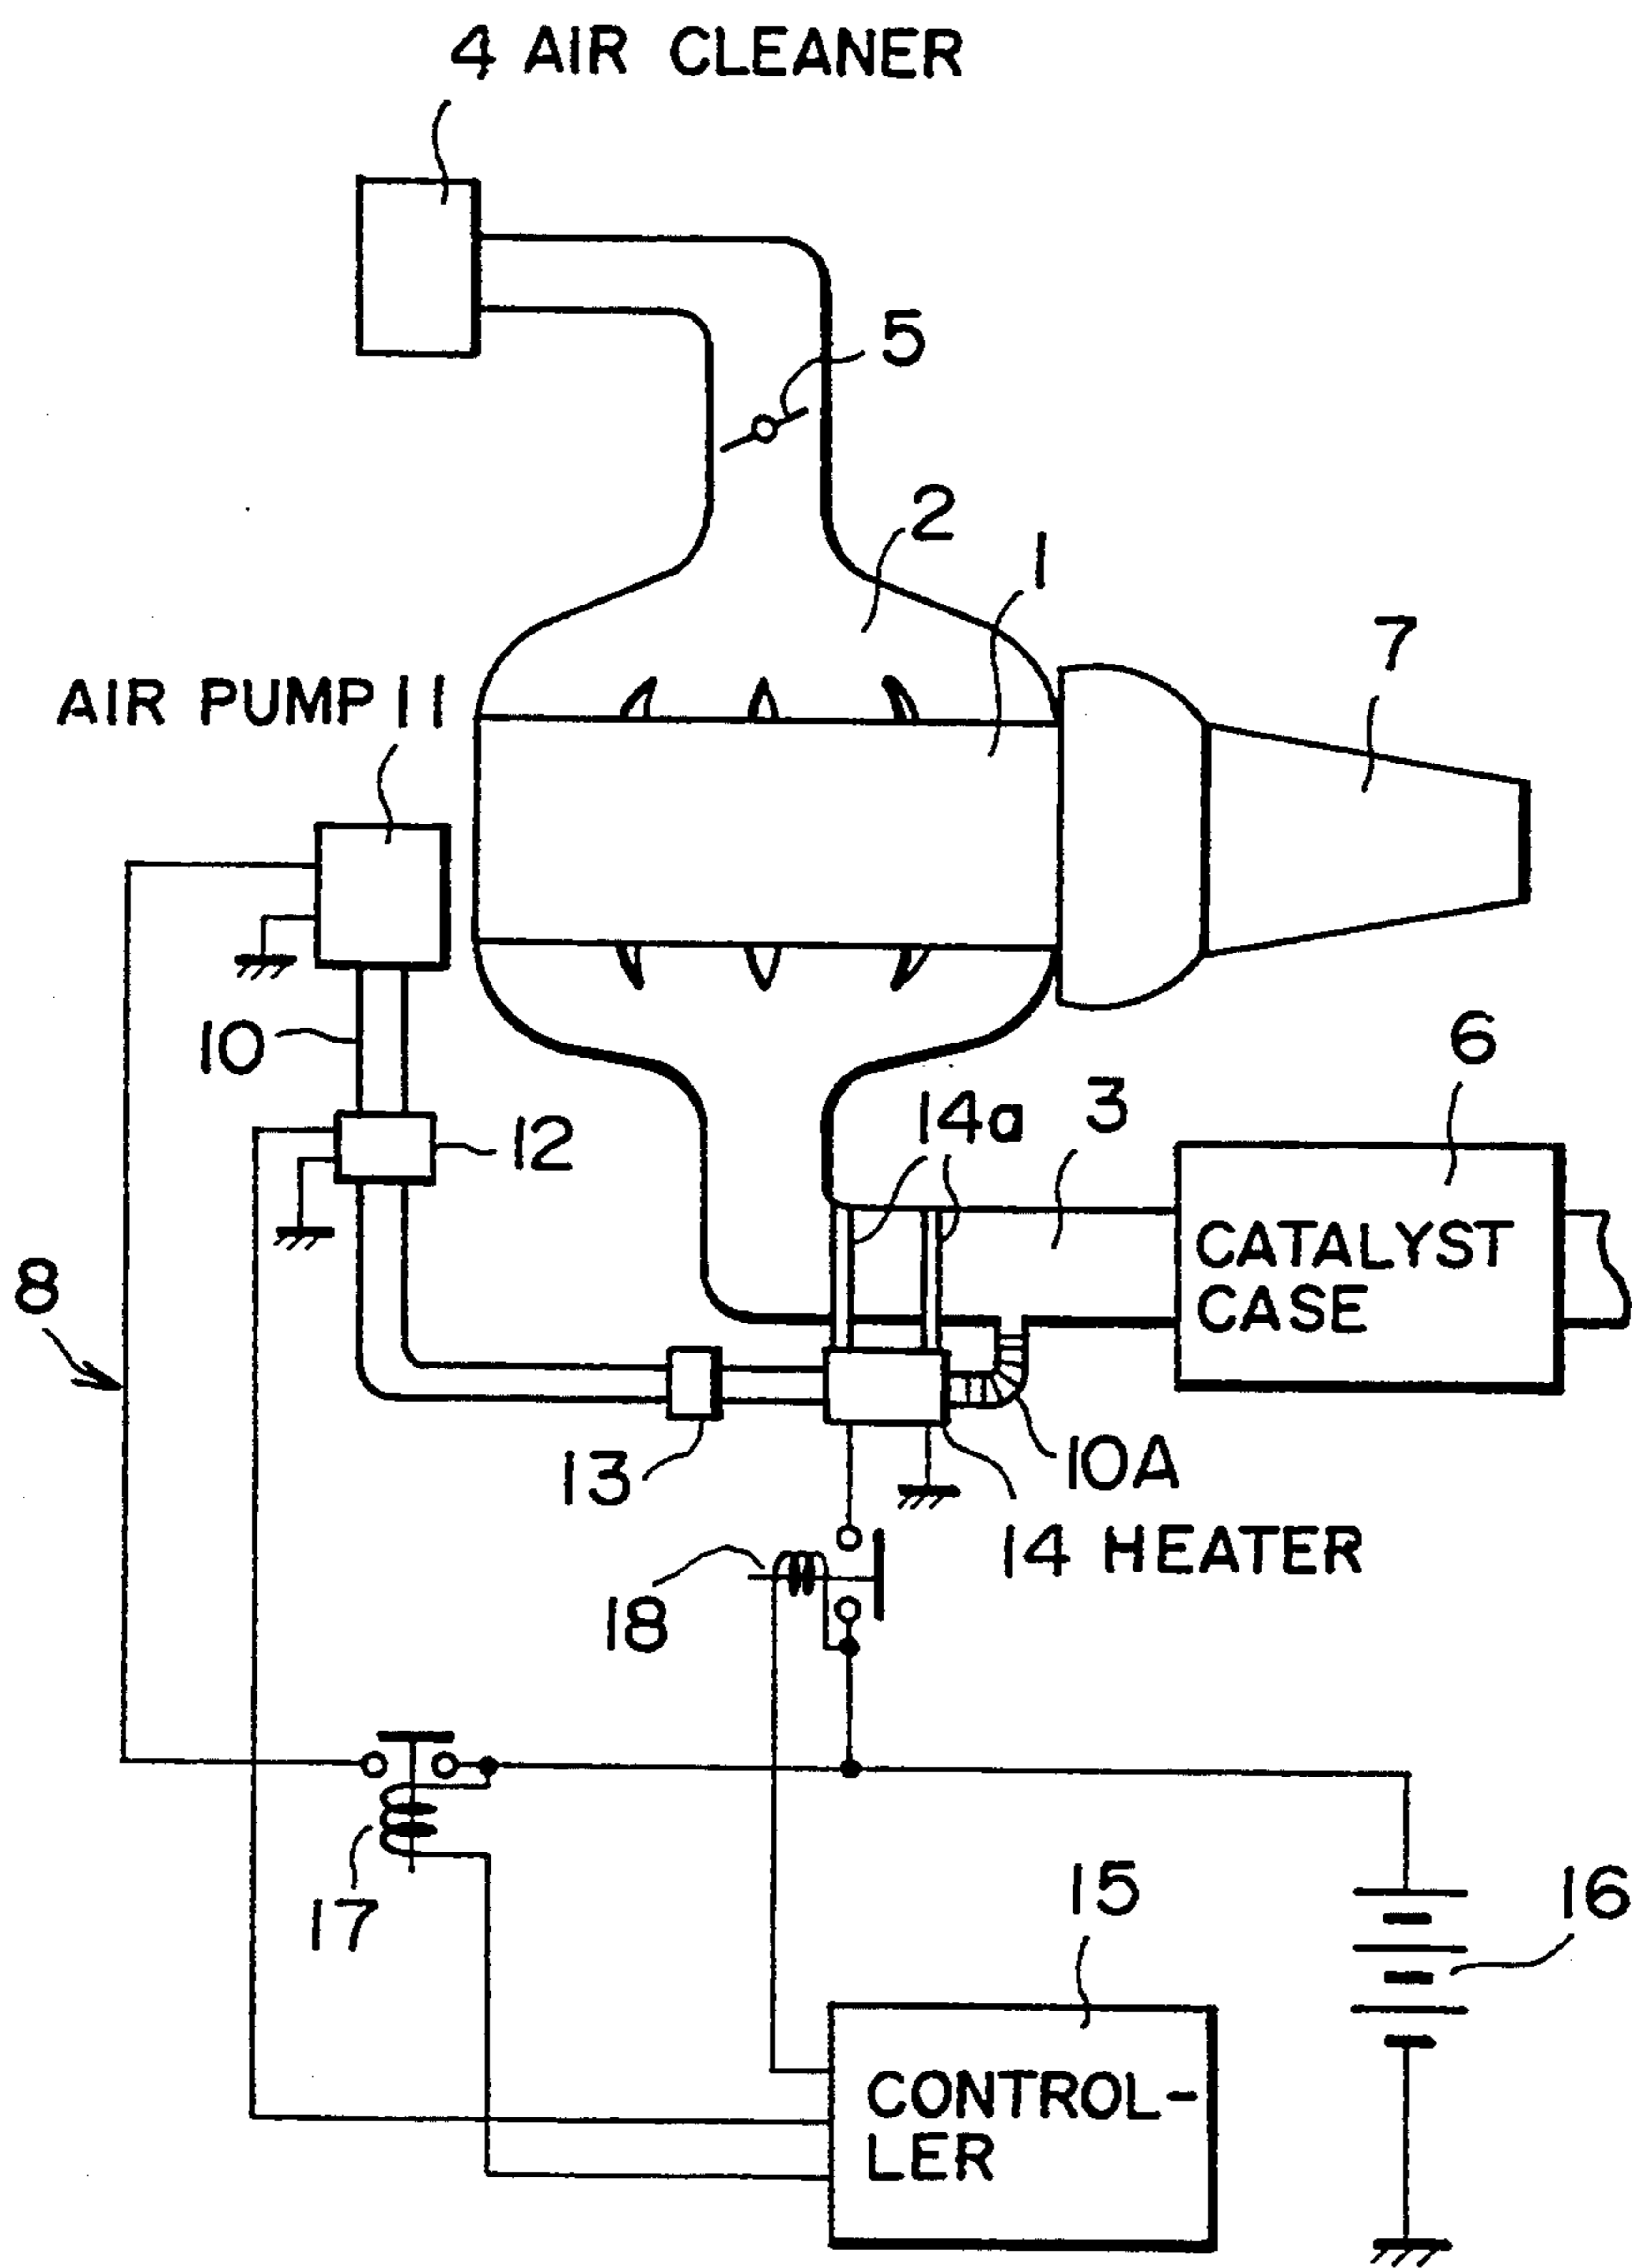 4 AIR CLEANER
5
2
1
7
AIR PUMP 11
10
6
14a
3
12
CATALYST
CASE
8
13
10A
14 HEATER
18
17
15
16
CONTROL-
LER